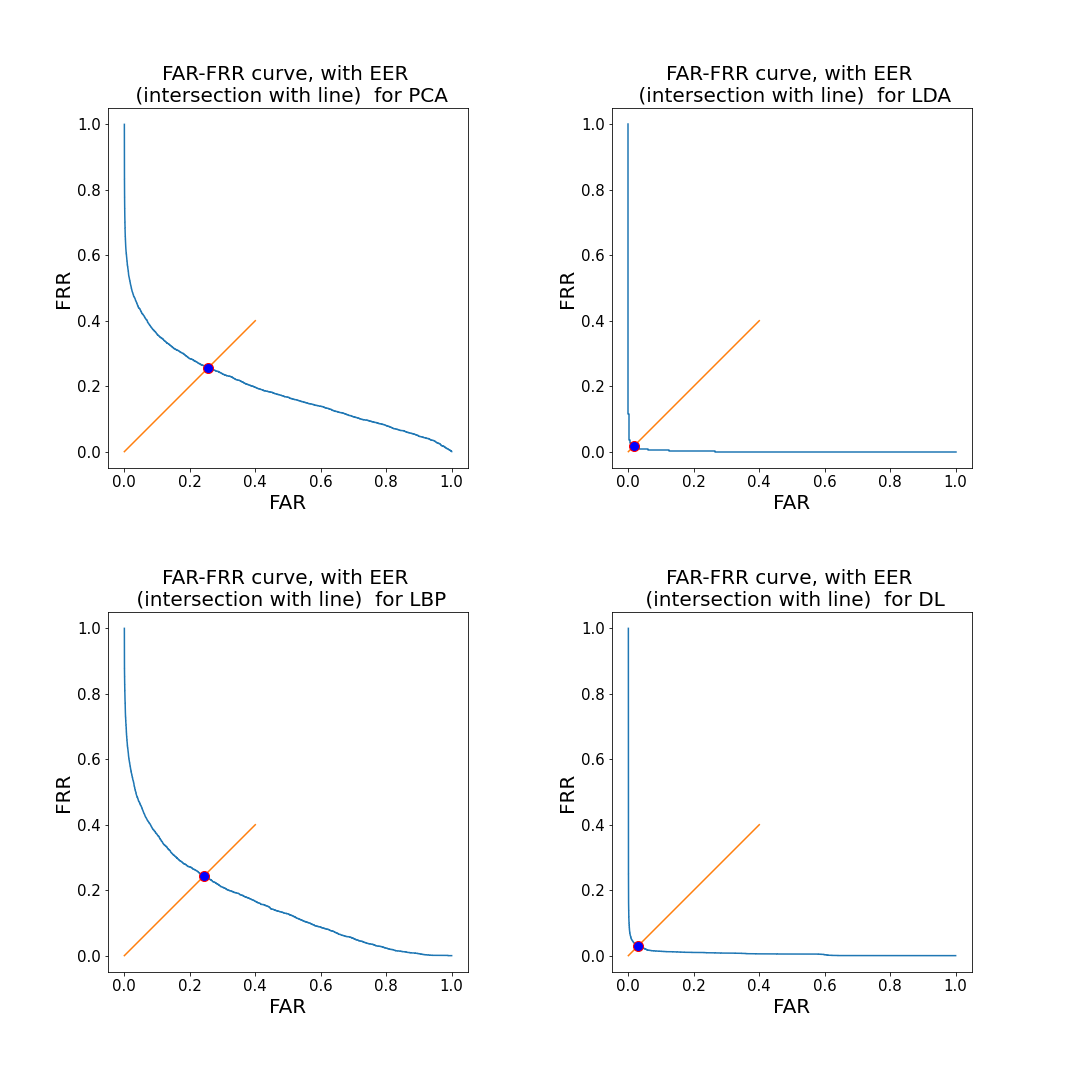 FAR-FRR curve, with EER
(intersection with line)  for PCA
1.0
0.8
0.6
0.4
0.2
0.0
FRR
0.0 0.2 0.4 0.6 0.8 1.0
FAR
FAR-FRR curve, with EER
(intersection with line)  for LDA
1.0
0.8
0.6
0.4
0.2
0.0
FRR
0.0 0.2 0.4 0.6 0.8 1.0
FAR
FAR-FRR curve, with EER
(intersection with line)  for LBP
1.0
0.8
0.6
0.4
0.2
0.0
FRR
0.0 0.2 0.4 0.6 0.8 1.0
FAR
FAR-FRR curve, with EER
(intersection with line)  for DL
1.0
0.8
0.6
0.4
0.2
0.0
FRR
0.0 0.2 0.4 0.6 0.8 1.0
FAR